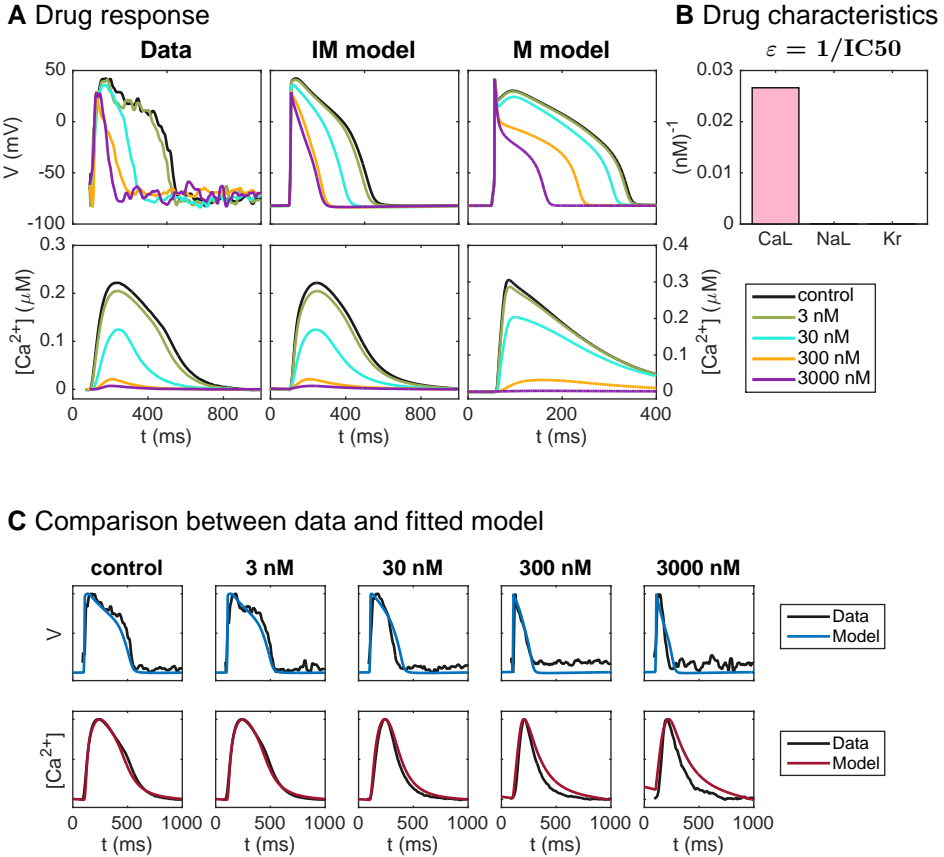 A Drug response
B Drug characteristics
Data
IM model
M model
ε = 1/IC50
V (mV)
50
0
-50
-100
(nM)⁻¹
0.03
0.02
0.01
0
CaL NaL Kr
[Ca²⁺] (μM)
0.3
0.2
0.1
0
0 400 800
t (ms)
0 400 800
t (ms)
0 200 400
t (ms)
0.4
0.3
0.2
0.1
0
[Ca²⁺] (μM)
control
3 nM
30 nM
300 nM
3000 nM
C Comparison between data and fitted model
control
3 nM
30 nM
300 nM
3000 nM
V
Data
Model
[Ca²⁺]
Data
Model
0 500 1000
t (ms)
0 500 1000
t (ms)
0 500 1000
t (ms)
0 500 1000
t (ms)
0 500 1000
t (ms)